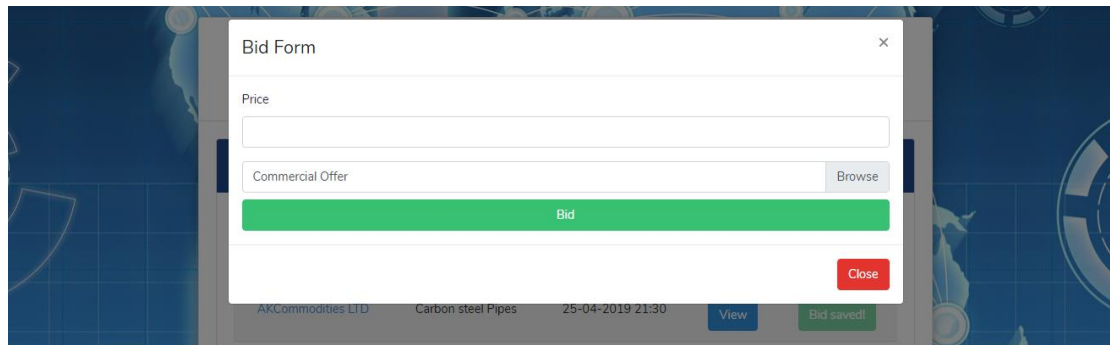 Bid Form ×
Price
Commercial Offer Browse
Bid
Close
AKCommodities LTD Carbon steel Pipes 25-04-2019 21:30 View Bid saved!